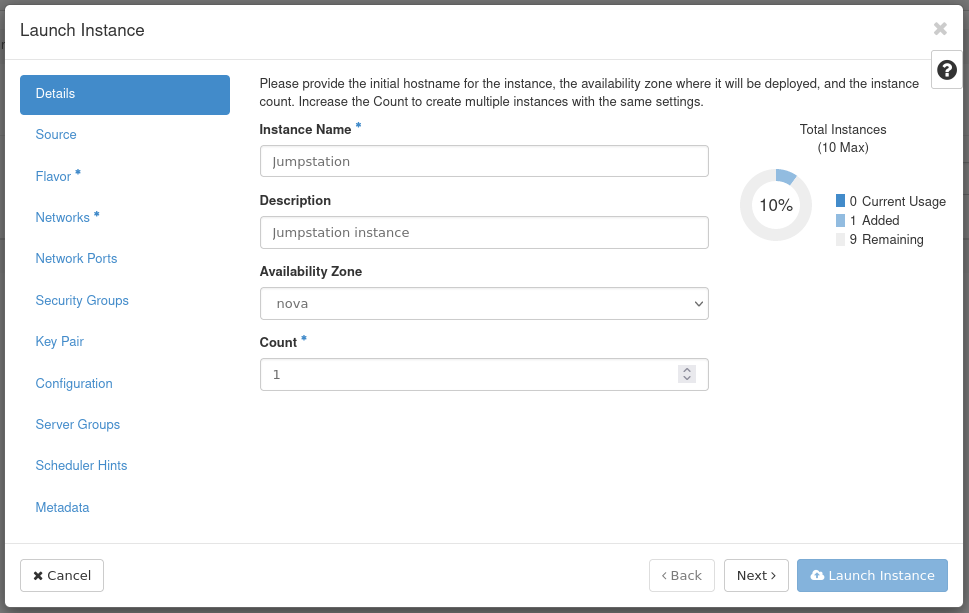 Launch Instance
Details
Source
Flavor *
Networks *
Network Ports
Security Groups
Key Pair
Configuration
Server Groups
Scheduler Hints
Metadata
Please provide the initial hostname for the instance, the availability zone where it will be deployed, and the instance
count. Increase the Count to create multiple instances with the same settings.
Instance Name *
Jumpstation
Description
Jumpstation instance
Availability Zone
nova
Count *
1
Total Instances
(10 Max)
10%
0 Current Usage
1 Added
9 Remaining
Cancel
Back
Next
Launch Instance